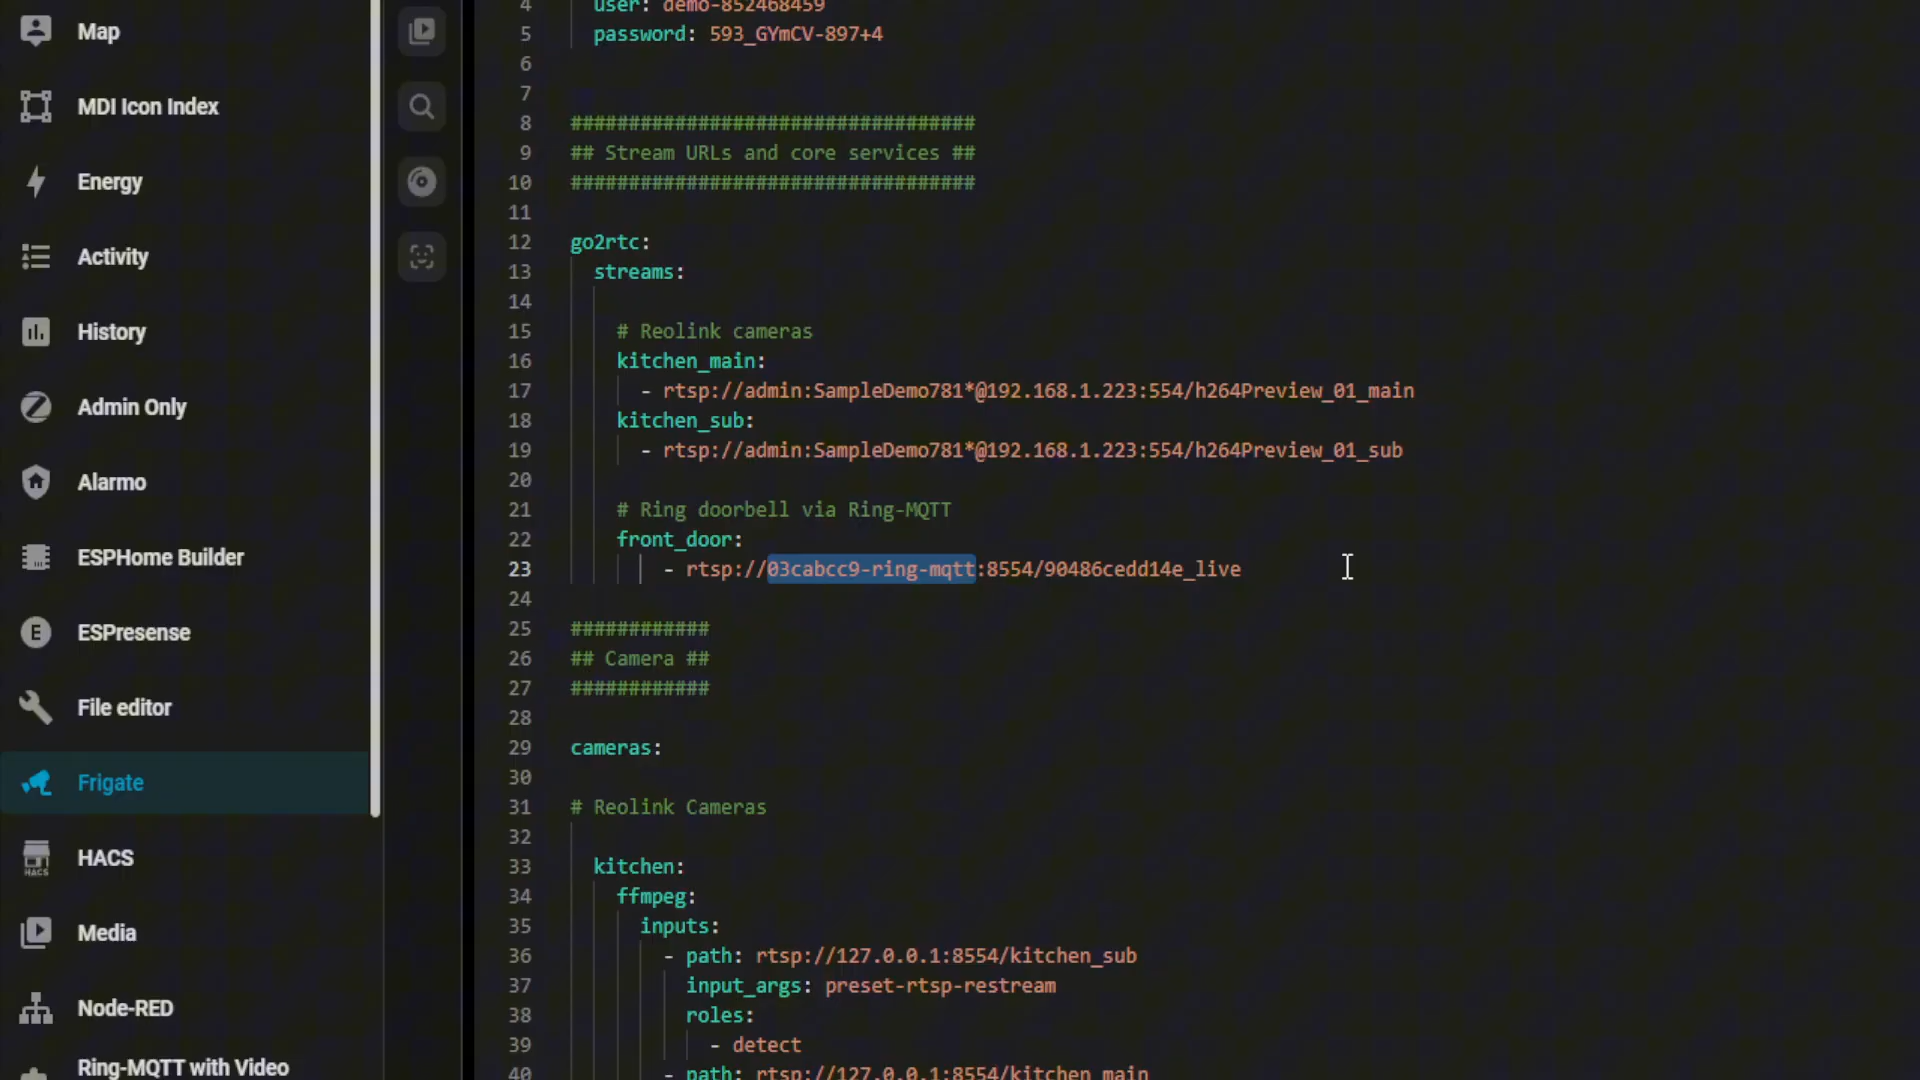 Map
MDI Icon Index
Energy
Activity
History
Admin Only
Alarmo
ESPHome Builder
ESPresense
File editor
Frigate
HACS
Media
Node-RED
Ring-MQTT with Video
4 user: demo-852468459
5 password: 593_GYmCV-897+4
6
7
8 ###################################
9 ## Stream URLs and core services ##
10 ###################################
11
12 go2rtc:
13 streams:
14
15 # Reolink cameras
16 kitchen_main:
17 - rtsp://admin:SampleDemo781*@192.168.1.223:554/h264Preview_01_main
18 kitchen_sub:
19 - rtsp://admin:SampleDemo781*@192.168.1.223:554/h264Preview_01_sub
20
21 # Ring doorbell via Ring-MQTT
22 front_door:
23 - rtsp://03cabcc9-ring-mqtt:8554/90486cedd14e_live
24
25 ############
26 ## Camera ##
27 ############
28
29 cameras:
30
31 # Reolink Cameras
32
33 kitchen:
34 ffmpeg:
35 inputs:
36 - path: rtsp://127.0.0.1:8554/kitchen_sub
37 input_args: preset-rtsp-restream
38 roles:
39 - detect
40 - path: rtsp://127.0.0.1:8554/kitchen_main